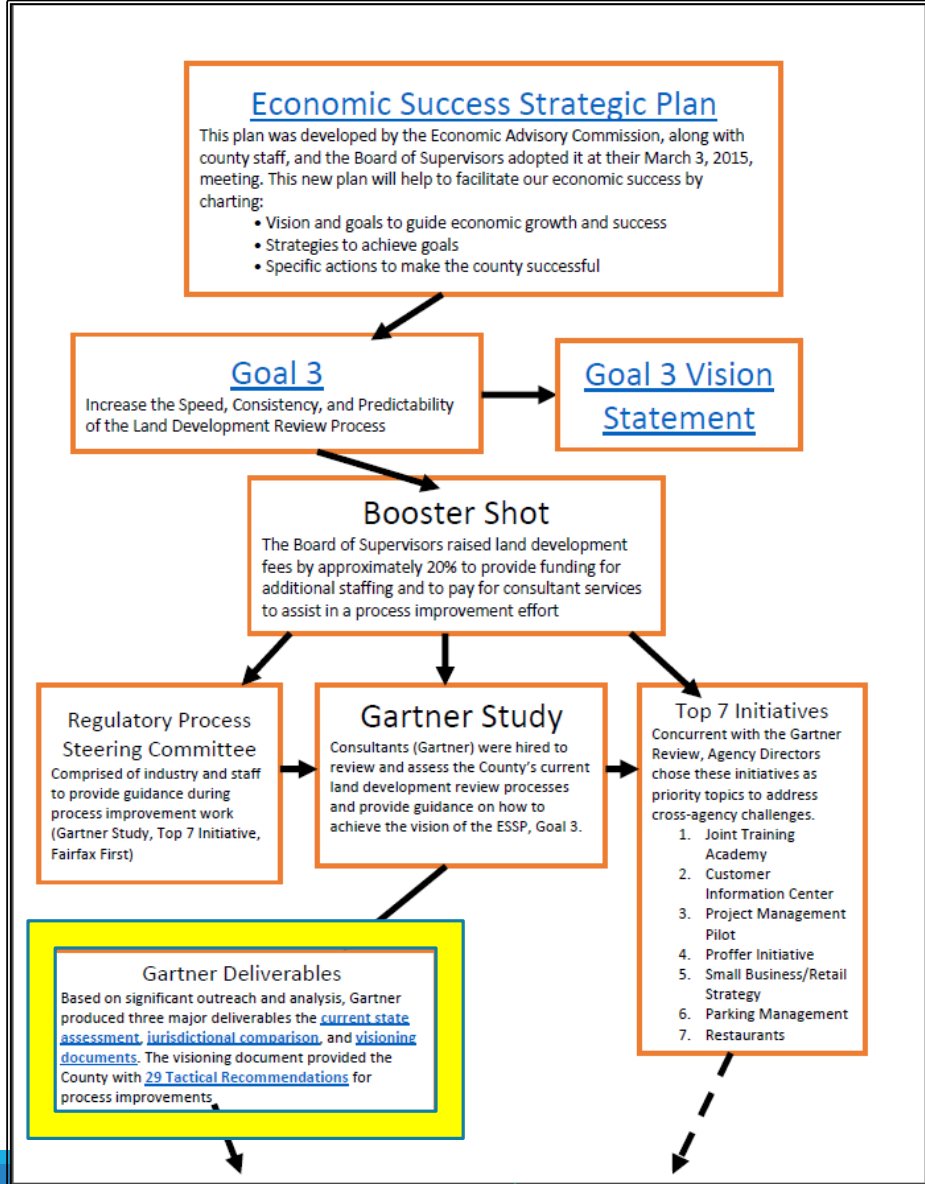 Economic Success Strategic Plan
This plan was developed by the Economic Advisory Commission, along with
county staff, and the Board of Supervisors adopted it at their March 3, 2015,
meeting. This new plan will help to facilitate our economic success by
charting:
• Vision and goals to guide economic growth and success
• Strategies to achieve goals
• Specific actions to make the county successful
Goal 3
Increase the Speed, Consistency, and Predictability
of the Land Development Review Process
Goal 3 Vision
Statement
Booster Shot
The Board of Supervisors raised land development
fees by approximately 20% to provide funding for
additional staffing and to pay for consultant services
to assist in a process improvement effort
Regulatory Process
Steering Committee
Comprised of industry and staff
to provide guidance during
process improvement work
(Gartner Study, Top 7 Initiative,
Fairfax First)
Gartner Study
Consultants (Gartner) were hired to
review and assess the County's current
land development review processes
and provide guidance on how to
achieve the vision of the ESSP, Goal 3.
Top 7 Initiatives
Concurrent with the Gartner
Review, Agency Directors
chose these initiatives as
priority topics to address
cross-agency challenges.
1. Joint Training
Academy
2. Customer
Information Center
3. Project Management
Pilot
4. Proffer Initiative
5. Small Business/Retail
Strategy
6. Parking Management
7. Restaurants
Gartner Deliverables
Based on significant outreach and analysis, Gartner
produced three major deliverables the current state
assessment, jurisdictional comparison, and visioning
documents. The visioning document provided the
County with 29 Tactical Recommendations for
process improvements